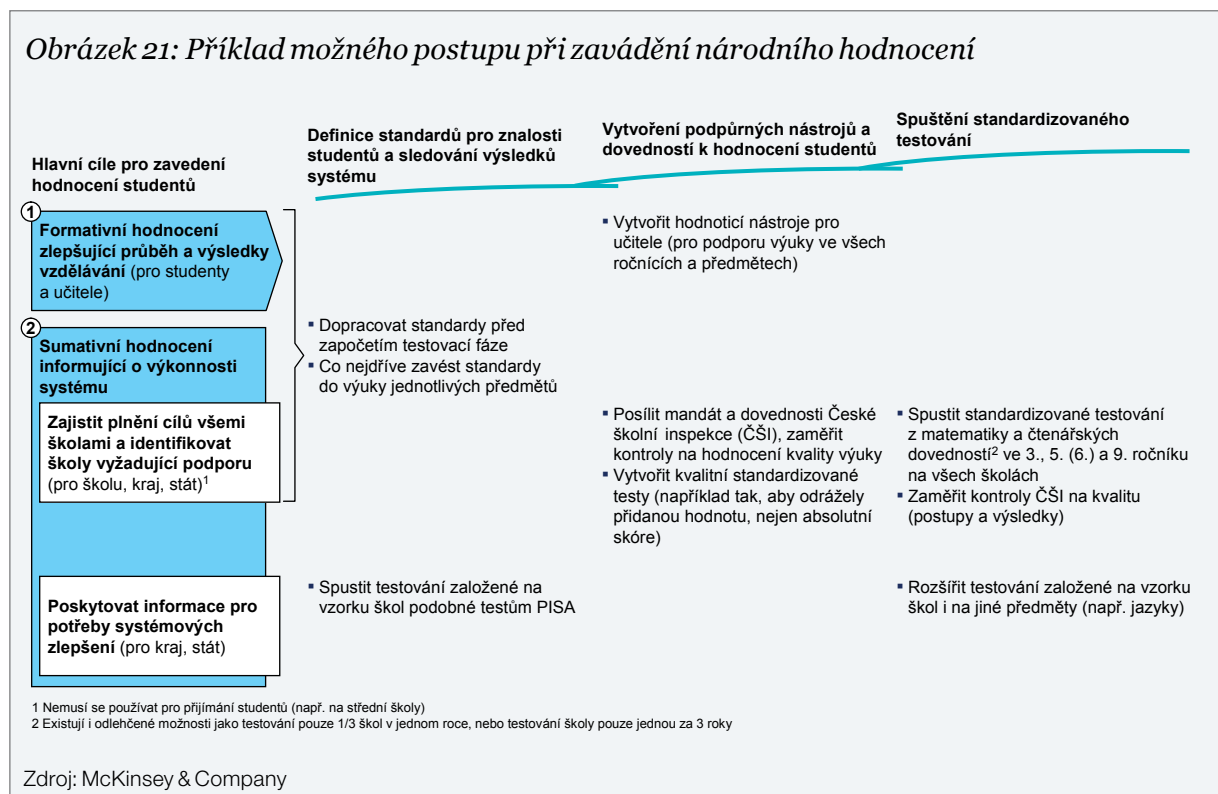 Obrázek 21: Příklad možného postupu při zavádění národního hodnocení
Hlavní cíle pro zavedení
hodnocení studentů
Definice standardů pro znalosti
studentů a sledování výsledků
systému
Vytvoření podpůrných nástrojů a
dovedností k hodnocení studentů
Spuštění standardizovaného
testování
1
Formativní hodnocení
zlepšující průběh a výsledky
vzdělávání (pro studenty
a učitele)
▪ Vytvořit hodnoticí nástroje pro
učitele (pro podporu výuky ve všech
ročnících a předmětech)
2
Sumativní hodnocení
informující o výkonnosti
systému
▪ Dopracovat standardy před
započetím testovací fáze
▪ Co nejdříve zavést standardy
do výuky jednotlivých předmětů
Zajistit plnění cílů všemi
školami a identifikovat
školy vyžadující podporu
(pro školu, kraj, stát)1
▪ Posílit mandát a dovednosti České
školní inspekce (ČŠI), zaměřit
kontroly na hodnocení kvality výuky
▪ Vytvořit kvalitní standardizované
testy (například tak, aby odrážely
přidanou hodnotu, nejen absolutní
skóre)
▪ Spustit standardizované testování
z matematiky a čtenářských
dovedností2 ve 3., 5. (6.) a 9. ročníku
na všech školách
▪ Zaměřit kontroly ČŠI na kvalitu
(postupy a výsledky)
Poskytovat informace pro
potřeby systémových
zlepšení (pro kraj, stát)
▪ Spustit testování založené na
vzorku škol podobné testům PISA
▪ Rozšířit testování založené na vzorku
škol i na jiné předměty (např. jazyky)
1 Nemusí se používat pro přijímání studentů (např. na střední školy)
2 Existují i odlehčené možnosti jako testování pouze 1/3 škol v jednom roce, nebo testování školy pouze jednou za 3 roky
Zdroj: McKinsey & Company